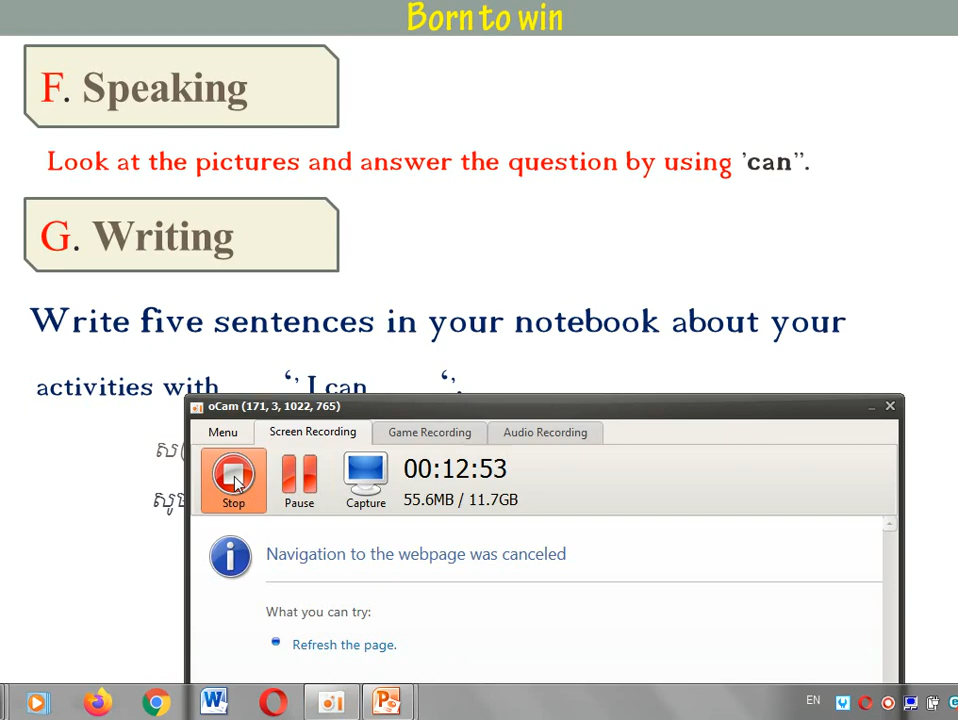 Born to win
F. Speaking
Look at the pictures and answer the question by using 'can”.
G. Writing
Write five sentences in your notebook about your
activities with ‘’ I can ‘’.
oCam (171, 3, 1022, 765)
Menu Screen Recording Game Recording Audio Recording
00:12:53
Stop Pause Capture 55.6MB / 11.7GB
Navigation to the webpage was canceled
What you can try:
Refresh the page.
EN